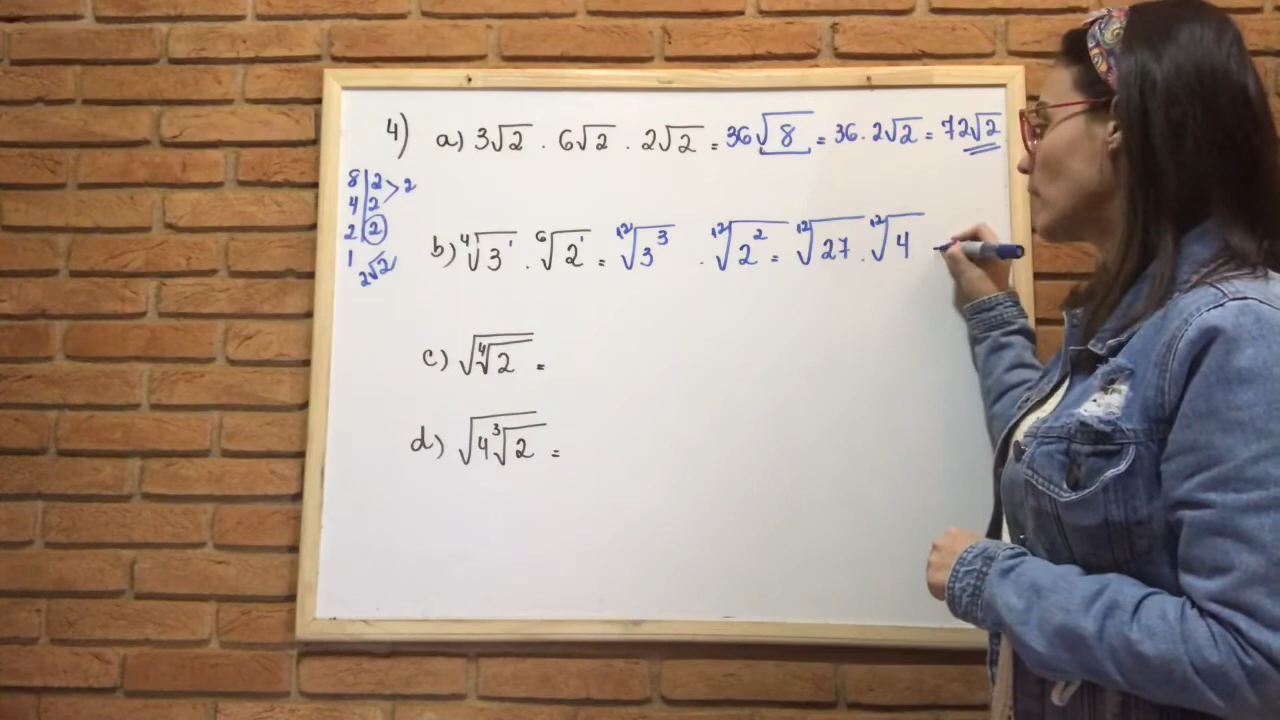 4) a) 3√2 . 6√2 . 2√2 = 36√8 = 36.2√2 = 72√2
8|2 > 2
4|2
2|2
1
2√2
b) ⁴√3¹ . ⁶√2¹ = ¹²√3³ . ¹²√2² = ¹²√27 . ¹²√4
c) √⁴√2 =
d) √4³√2 =